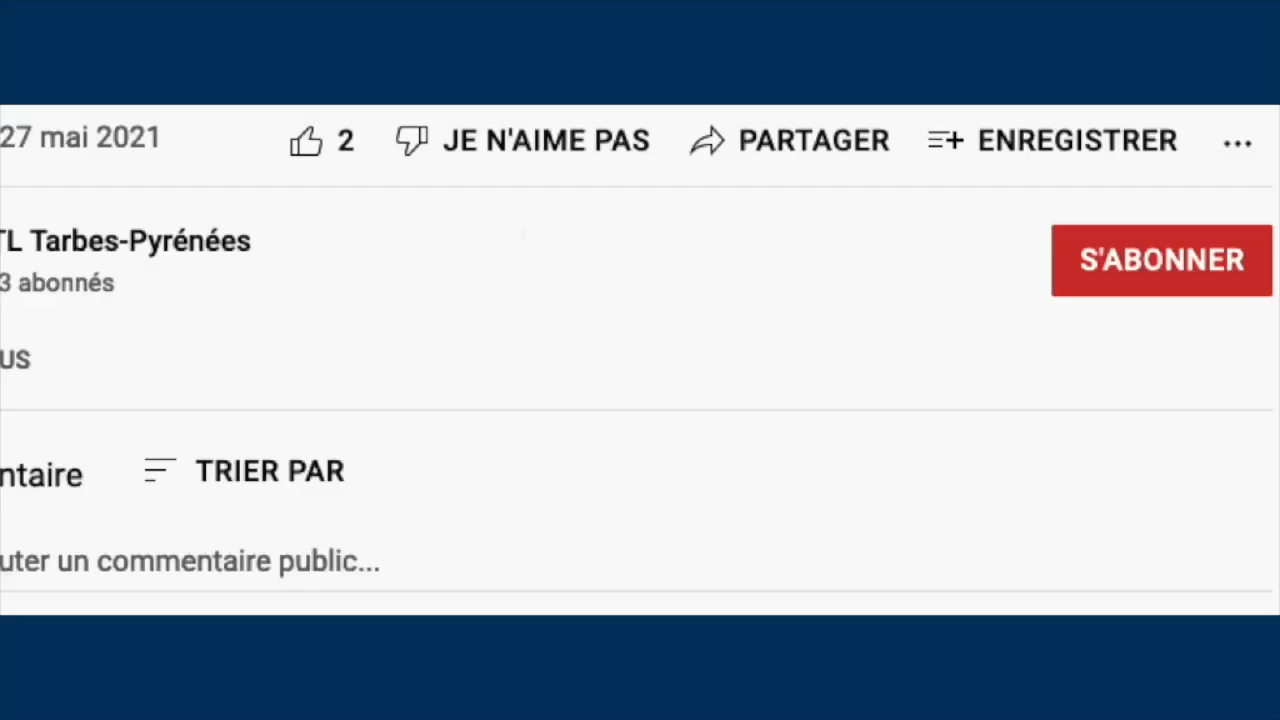 27 mai 2021 2 JE N'AIME PAS PARTAGER ENREGISTRER ...
TL Tarbes-Pyrénées
3 abonnés S'ABONNER
us
ntaire TRIER PAR
uter un commentaire public...